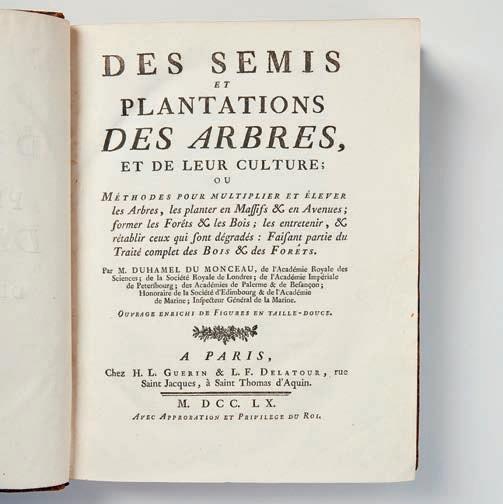 DES SEMIS
ET
PLANTATIONS
DES ARBRES,
ET DE LEUR CULTURE;
OU
MÉTHODES POUR MULTIPLIER ET ÉLEVER
les Arbres, les planter en Maſſifs & en Avenues;
former les Forêts & les Bois; les entretenir, &
rétablir ceux qui ſont dégradés : Faiſant partie du
Traité complet des BOIS & des FORÊTS.
Par M. DUHAMEL DU MONCEAU, de l'Académie Royale des
Sciences; de la Société Royale de Londres; de l'Académie Impériale
de Peterſbourg; des Académies de Palerme & de Beſançon;
Honoraire de la Société d'Edimbourg & de l'Académie
de Marine; Inſpecteur Général de la Marine.
OUVRAGE ENRICHI DE FIGURES EN TAILLE-DOUCE.
A PARIS,
Chez H. L. GUERIN & L. F. DELATOUR, rue
Saint Jacques, à Saint Thomas d'Aquin.
M. DCC. LX.
AVEC APPROBATION ET PRIVILEGE DU ROI.